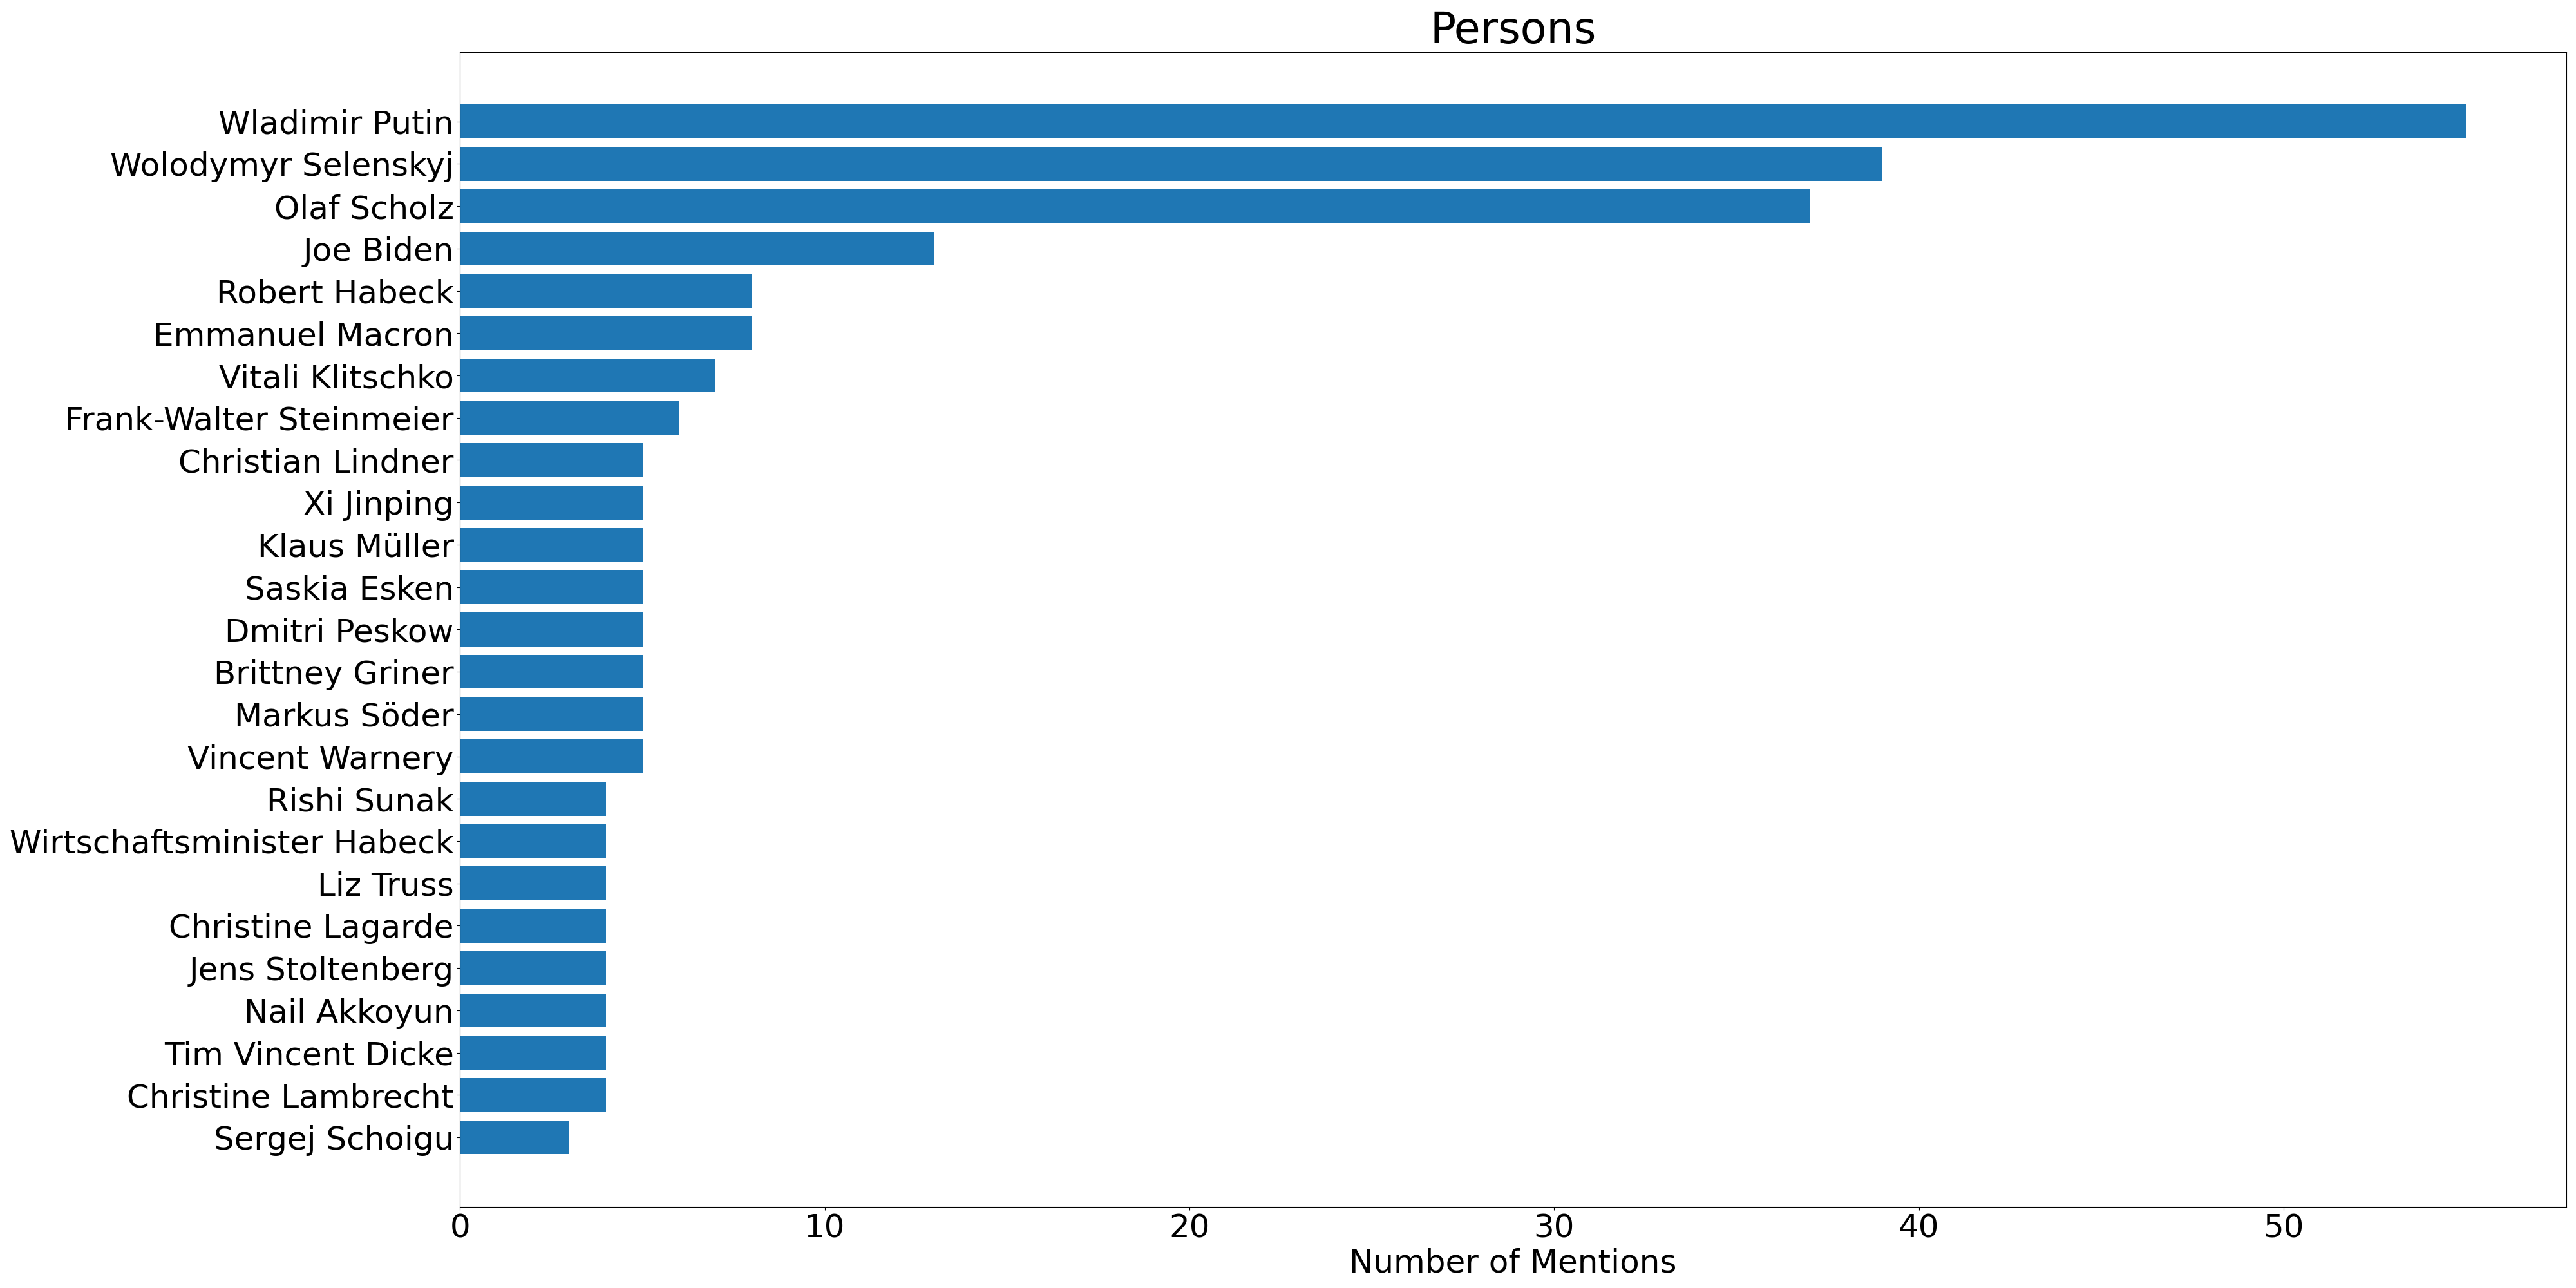 Persons
Wladimir Putin
Wolodymyr Selenskyj
Olaf Scholz
Joe Biden
Robert Habeck
Emmanuel Macron
Vitali Klitschko
Frank-Walter Steinmeier
Christian Lindner
Xi Jinping
Klaus Müller
Saskia Esken
Dmitri Peskow
Brittney Griner
Markus Söder
Vincent Warnery
Rishi Sunak
Wirtschaftsminister Habeck
Liz Truss
Christine Lagarde
Jens Stoltenberg
Nail Akkoyun
Tim Vincent Dicke
Christine Lambrecht
Sergej Schoigu
0 10 20 30 40 50
Number of Mentions